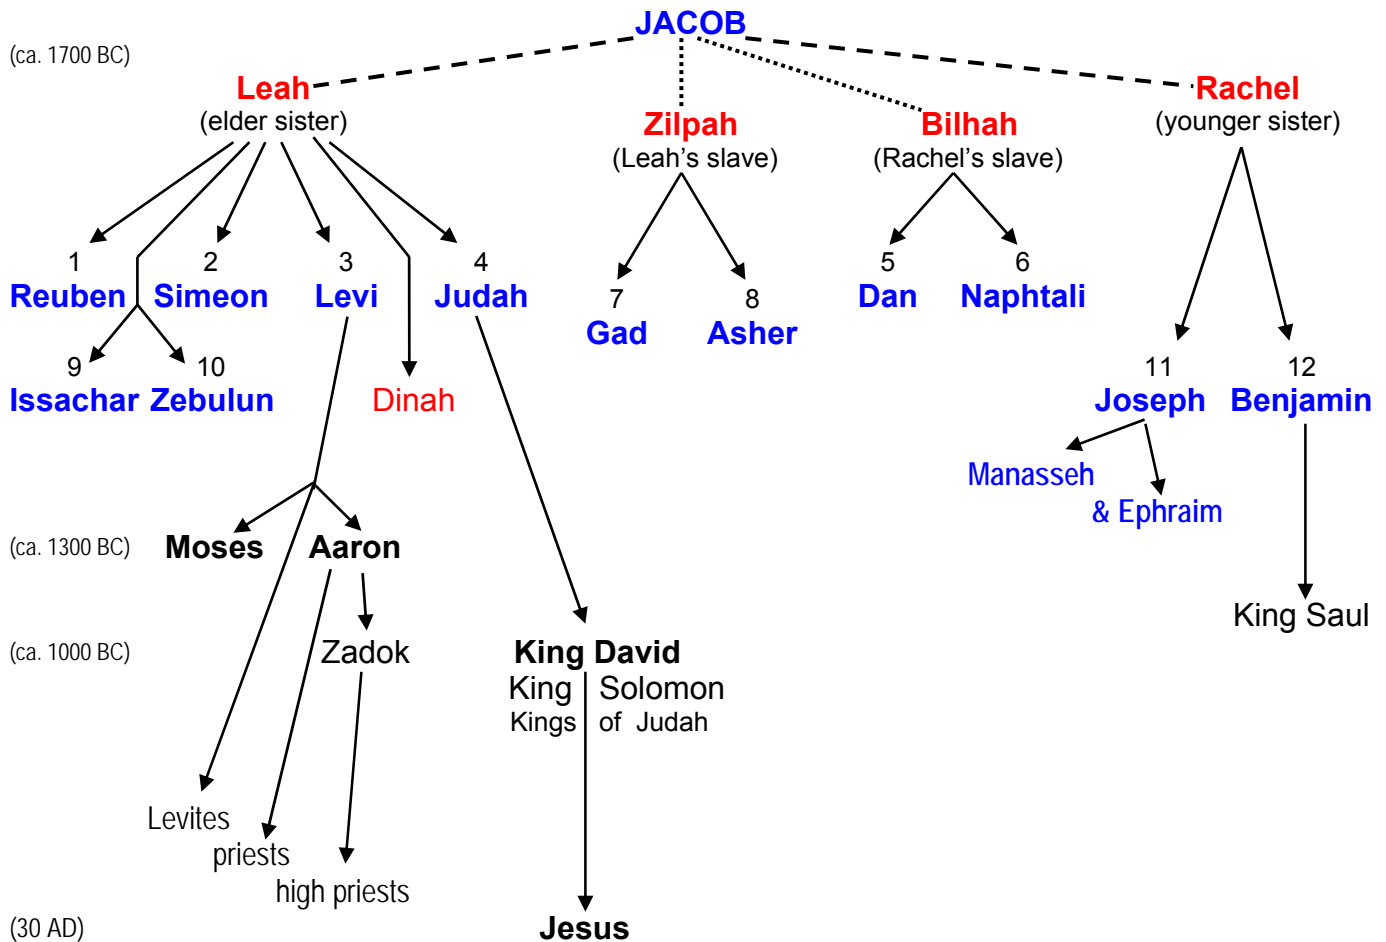 JACOB
(ca. 1700 BC)
Leah
(elder sister)
Zilpah
(Leah's slave)
Bilhah
(Rachel's slave)
Rachel
(younger sister)
1
Reuben
2
Simeon
3
Levi
4
Judah
7
Gad
8
Asher
5
Dan
6
Naphtali
9
Issachar
10
Zebulun
Dinah
11
Joseph
12
Benjamin
Manasseh
& Ephraim
(ca. 1300 BC)
Moses
Aaron
King Saul
(ca. 1000 BC)
Zadok
King David
King Solomon
Kings of Judah
Levites
priests
high priests
(30 AD)
Jesus